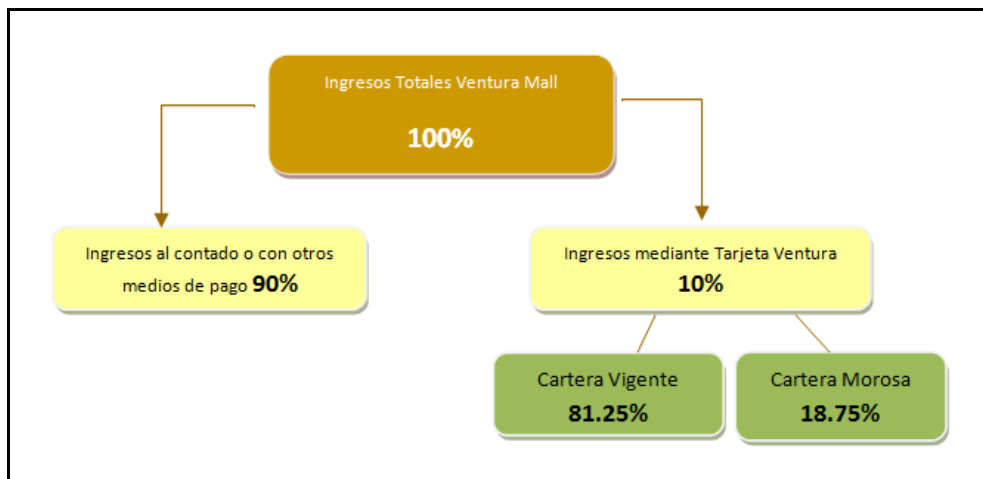 Ingresos Totales Ventura Mall
100%
Ingresos al contado o con otros
medios de pago 90%
Ingresos mediante Tarjeta Ventura
10%
Cartera Vigente
81.25%
Cartera Morosa
18.75%